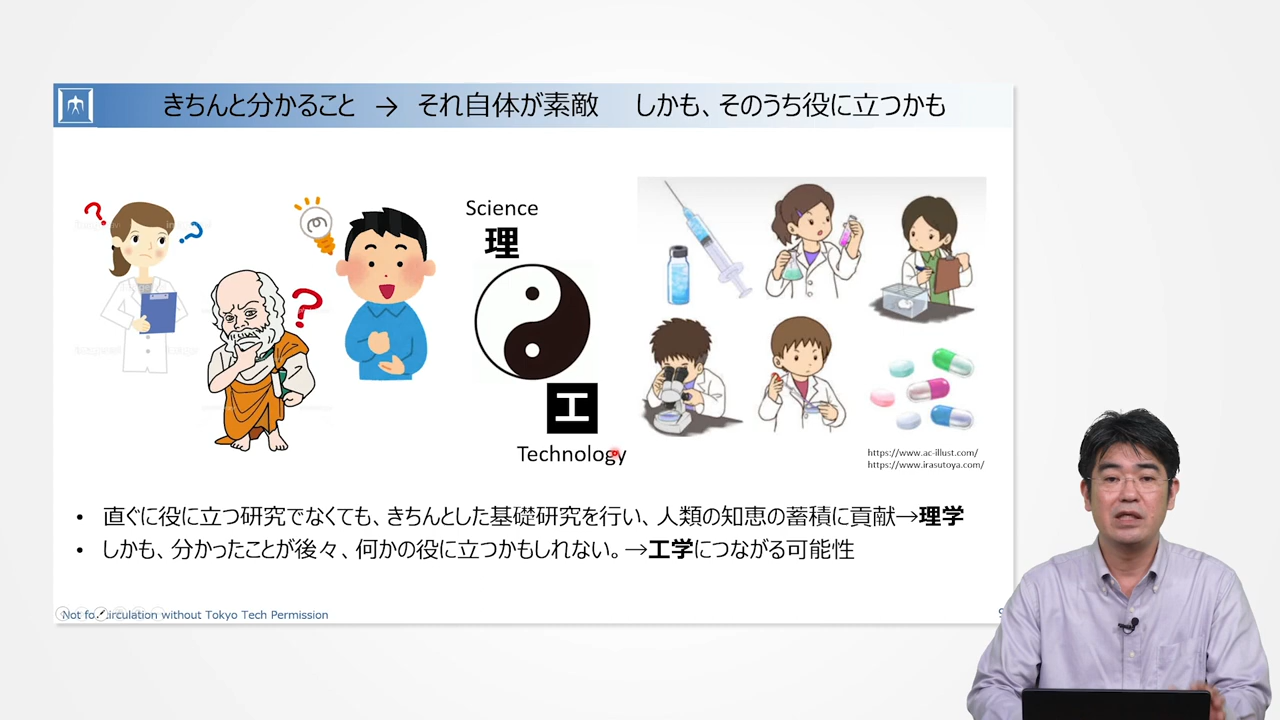 きちんと分かること → それ自体が素敵 しかも、そのうち役に立つかも
Science
理
工
Technology
https://www.ac-illust.com/
https://www.irasutoya.com/
• 直ぐに役に立つ研究でなくても、きちんとした基礎研究を行い、人類の知恵の蓄積に貢献→理学
• しかも、分かったことが後々、何かの役に立つかもしれない。→工学につながる可能性
Not for circulation without Tokyo Tech Permission